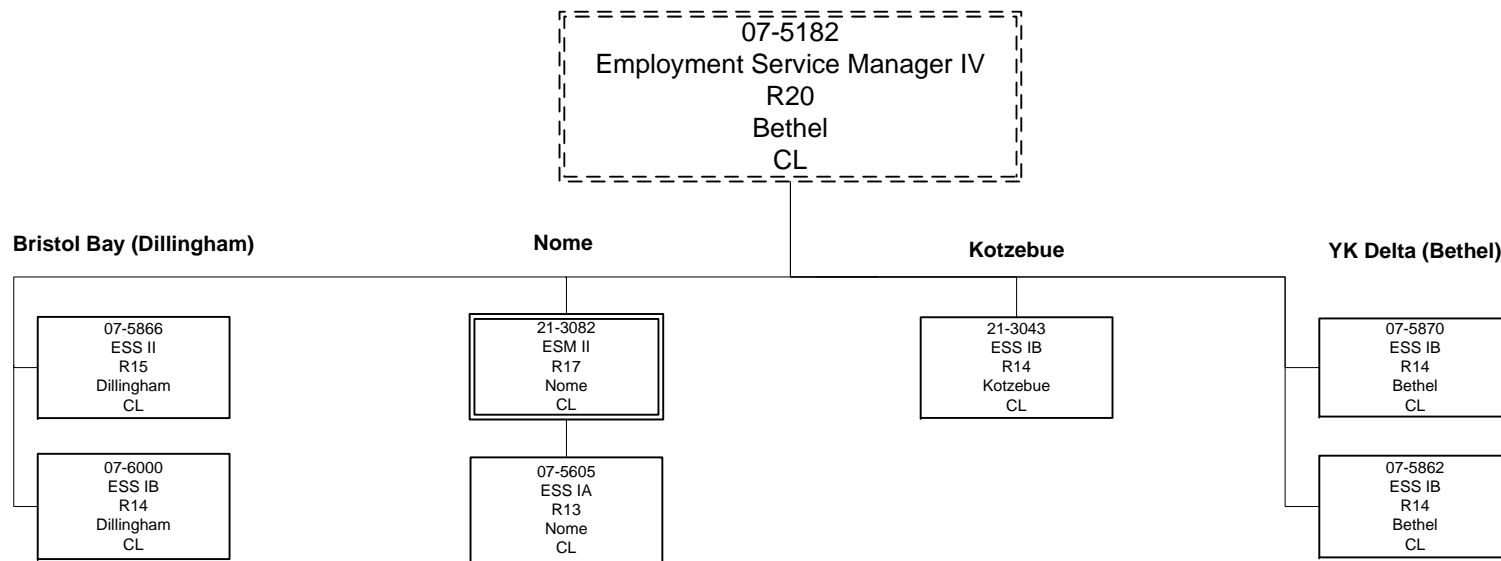 07-5182
Employment Service Manager IV
R20
Bethel
CL
Bristol Bay (Dillingham)
Nome
Kotzebue
YK Delta (Bethel)
07-5866
ESS II
R15
Dillingham
CL
07-6000
ESS IB
R14
Dillingham
CL
21-3082
ESM II
R17
Nome
CL
07-5605
ESS IA
R13
Nome
CL
21-3043
ESS IB
R14
Kotzebue
CL
07-5870
ESS IB
R14
Bethel
CL
07-5862
ESS IB
R14
Bethel
CL